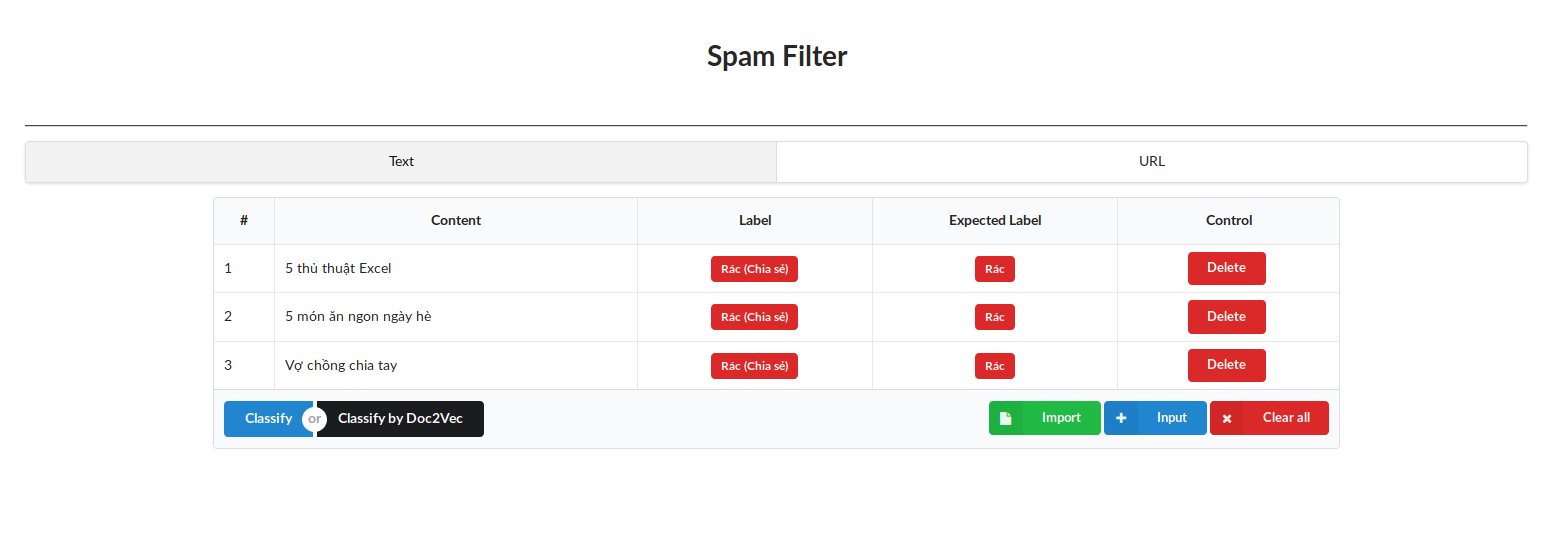 Spam Filter
Text URL
# Content Label Expected Label Control
1 5 thủ thuật Excel Rác (Chia sẻ) Rác Delete
2 5 món ăn ngon ngày hè Rác (Chia sẻ) Rác Delete
3 Vợ chồng chia tay Rác (Chia sẻ) Rác Delete
Classify or Classify by Doc2Vec Import Input Clear all